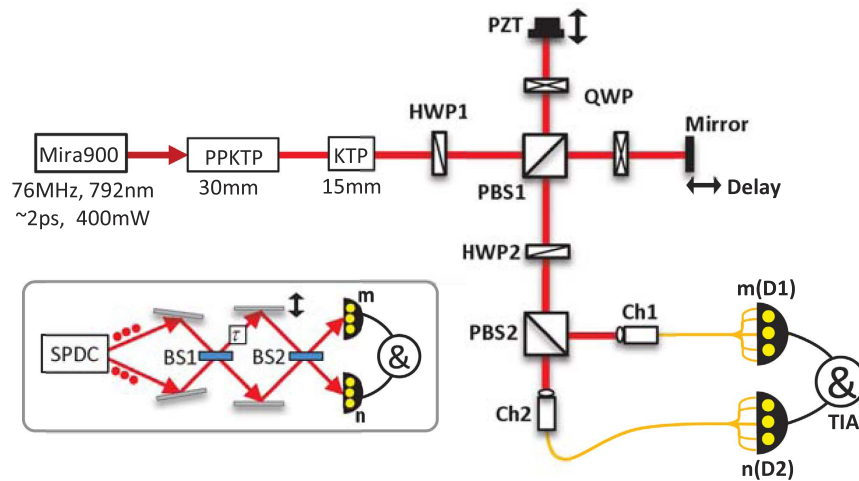 PZT
QWP
HWP1
Mirror
Mira900
PPKTP
KTP
76MHz, 792nm
30mm
15mm
~2ps, 400mW
PBS1
Delay
HWP2
m
Ch1
m(D1)
SPDC
BS1
τ
BS2
&
PBS2
&
n
Ch2
TIA
n(D2)